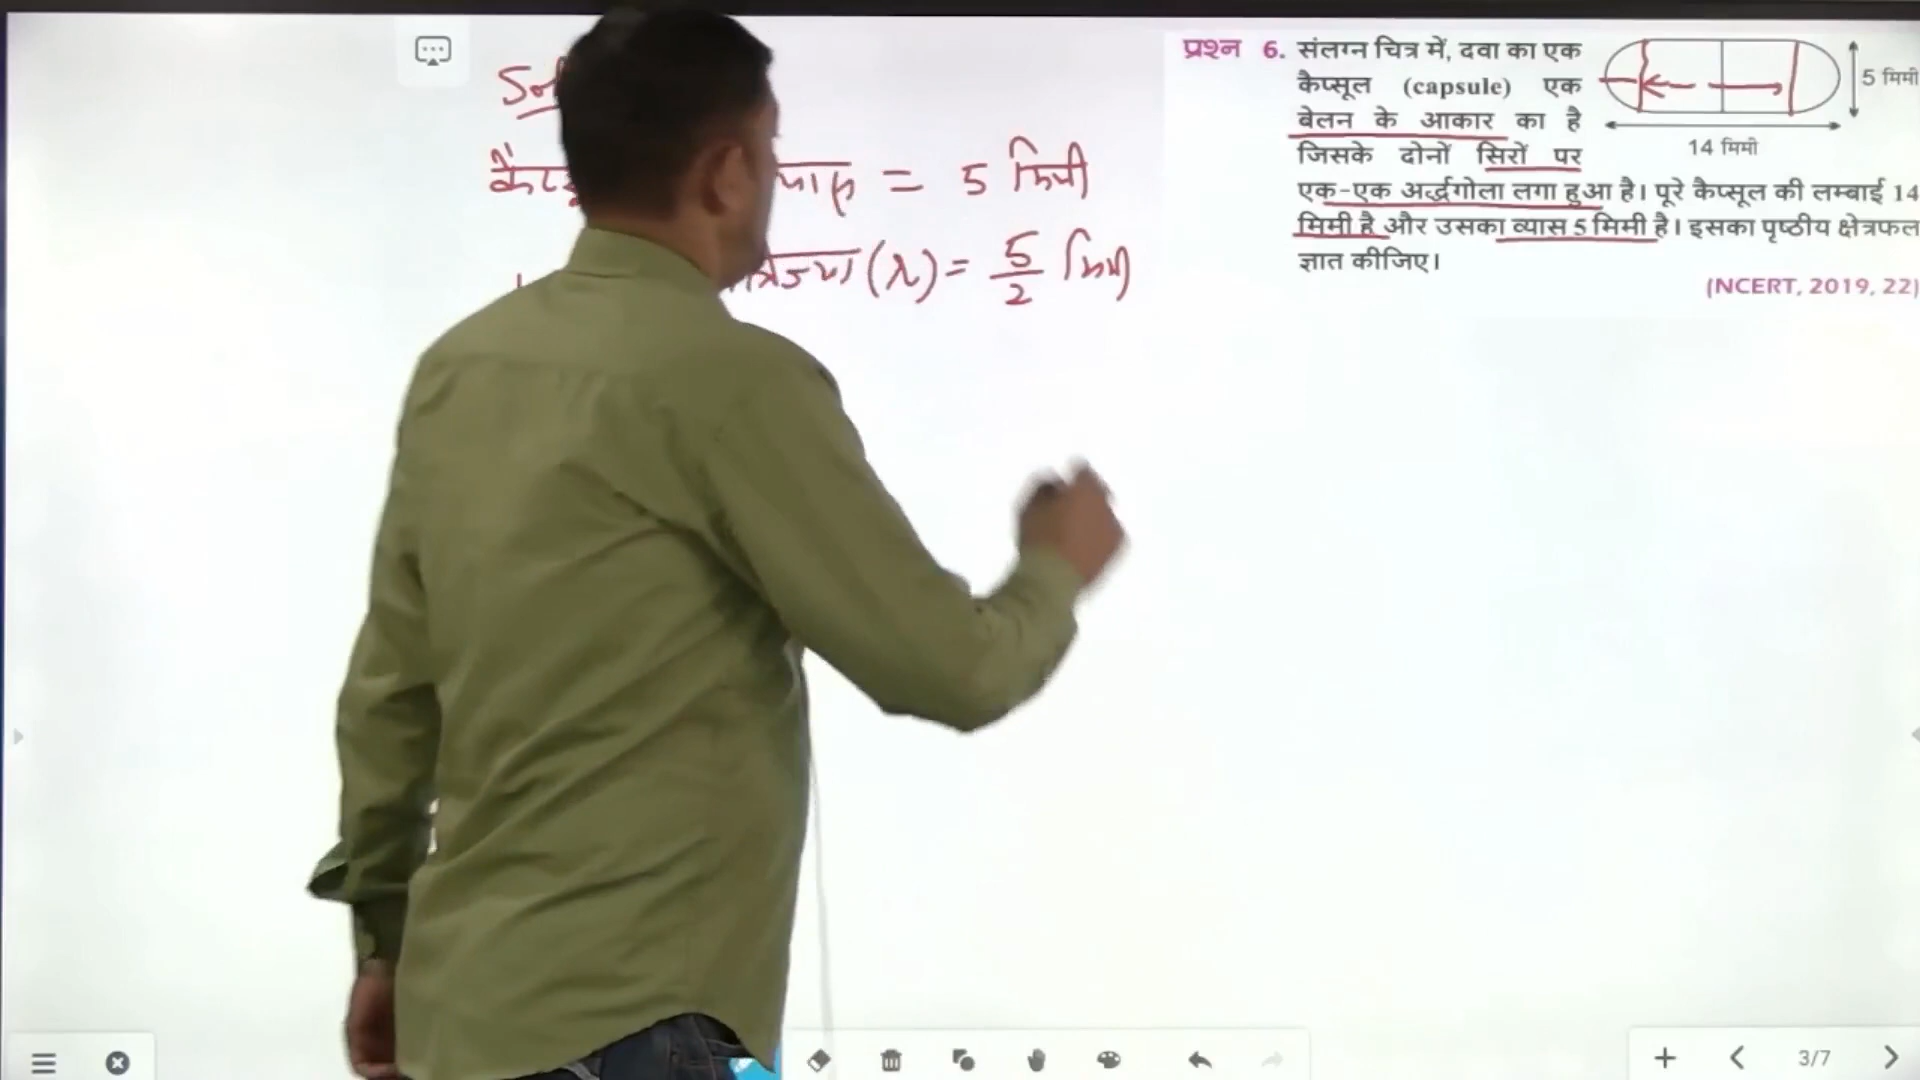 Sol
= 5 मिमी
त्रिज्या (r) = 5/2 मिमी
प्रश्न 6. संलग्न चित्र में, दवा का एक
कैप्सूल (capsule) एक
बेलन के आकार का है
जिसके दोनों सिरों पर
एक-एक अर्द्धगोला लगा हुआ है। पूरे कैप्सूल की लम्बाई 14
मिमी है और उसका व्यास 5 मिमी है। इसका पृष्ठीय क्षेत्रफल
ज्ञात कीजिए।
(NCERT, 2019, 22)
5 मिमी
14 मिमी
3/7